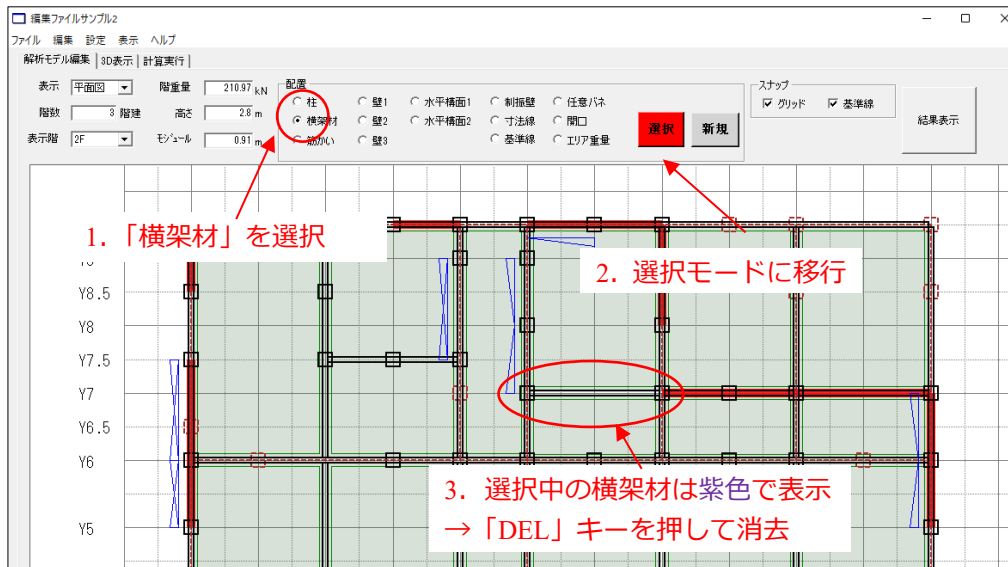 編集ファイルサンプル2
ファイル 編集 設定 表示 ヘルプ
解析モデル編集 3D表示 計算実行
表示 平面図 階重量 210.97 kN
階数 3 階建 高さ 2.8 m
表示階 2F モジュール 0.91 m
配置
柱 壁1 水平構面1 制振壁 任意バネ
横架材 壁2 水平構面2 寸法線 開口
筋かい 壁3 基準線 エリア重量
選択 新規
スナップ
グリッド 基準線
結果表示
1. 「横架材」を選択
2. 選択モードに移行
Y8.5
Y8
Y7.5
Y7
Y6.5
Y6
3. 選択中の横架材は紫色で表示
→「DEL」キーを押して消去
Y5